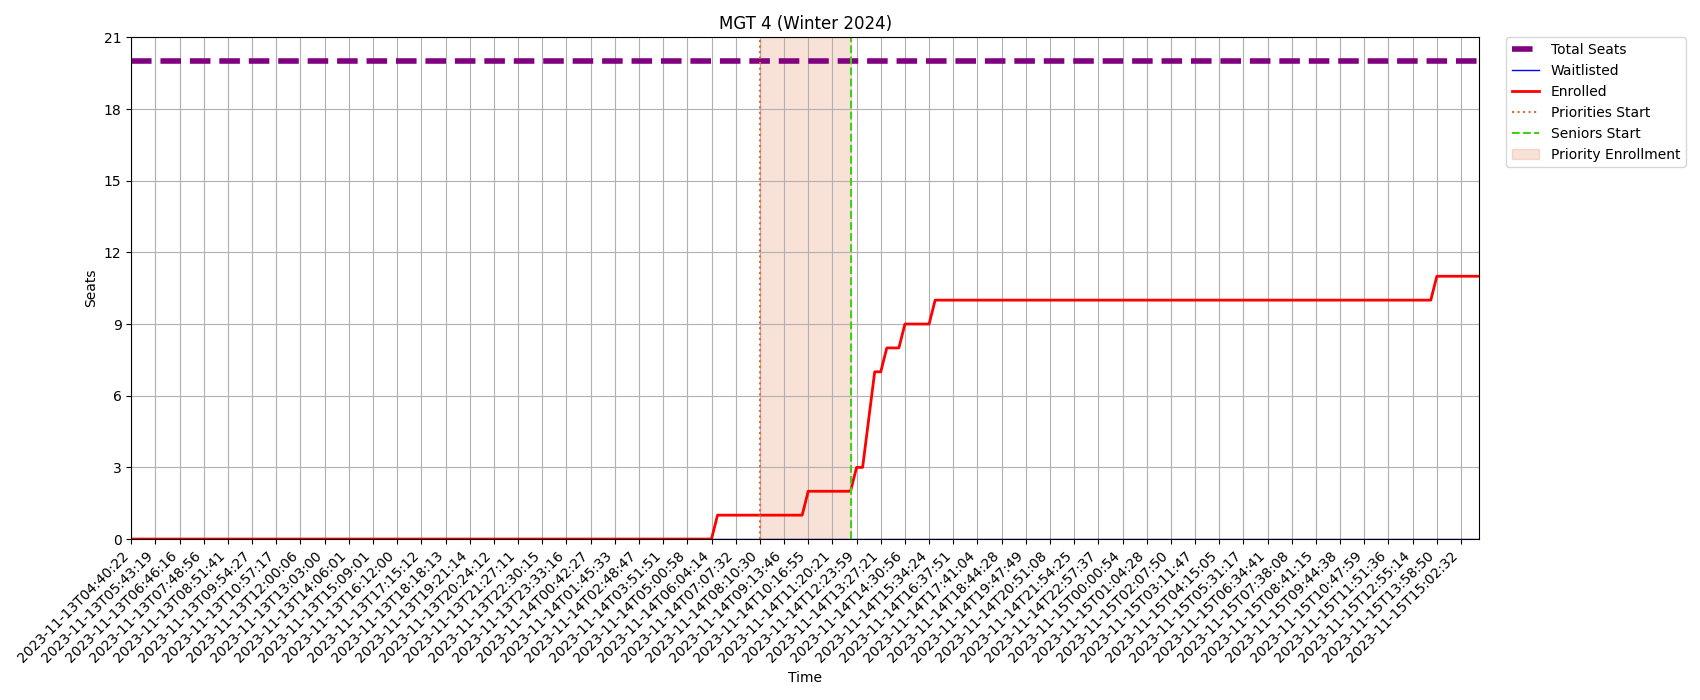 MGT 4 (Winter 2024)
21
18
15
12
9
6
3
0
Seats
2023-11-13T04:40:22
2023-11-13T05:43:19
2023-11-13T06:46:16
2023-11-13T07:48:56
2023-11-13T08:51:41
2023-11-13T09:54:27
2023-11-13T10:57:17
2023-11-13T12:00:06
2023-11-13T13:03:00
2023-11-13T14:06:01
2023-11-13T15:09:01
2023-11-13T16:12:00
2023-11-13T17:15:12
2023-11-13T18:18:13
2023-11-13T19:21:14
2023-11-13T20:24:12
2023-11-13T21:27:11
2023-11-13T22:30:15
2023-11-13T23:33:16
2023-11-14T00:42:27
2023-11-14T01:45:33
2023-11-14T02:48:47
2023-11-14T03:51:51
2023-11-14T05:00:58
2023-11-14T06:04:14
2023-11-14T07:07:32
2023-11-14T08:10:30
2023-11-14T09:13:46
2023-11-14T10:16:55
2023-11-14T11:20:21
2023-11-14T12:23:59
2023-11-14T13:27:21
2023-11-14T14:30:56
2023-11-14T15:34:24
2023-11-14T16:37:51
2023-11-14T17:41:04
2023-11-14T18:44:28
2023-11-14T19:47:49
2023-11-14T20:51:08
2023-11-14T21:54:25
2023-11-14T22:57:37
2023-11-15T00:00:54
2023-11-15T01:04:28
2023-11-15T02:07:50
2023-11-15T03:11:47
2023-11-15T04:15:05
2023-11-15T05:31:17
2023-11-15T06:34:41
2023-11-15T07:38:08
2023-11-15T08:41:15
2023-11-15T09:44:38
2023-11-15T10:47:59
2023-11-15T11:51:36
2023-11-15T12:55:14
2023-11-15T13:58:50
2023-11-15T15:02:32
Time
Total Seats
Waitlisted
Enrolled
Priorities Start
Seniors Start
Priority Enrollment